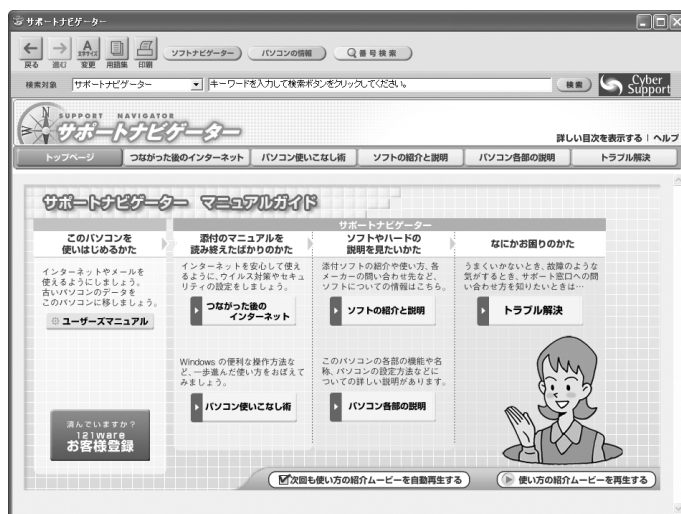 サポートナビゲーター
戻る 進む 変更 用語集 印刷
A
文字サイズ
ソフトナビゲーター
パソコンの情報
番号検索
検索対象 サポートナビゲーター キーワードを入力して検索ボタンをクリックしてください。 検索
Cyber
Support
N
SUPPORT NAVIGATOR
サポートナビゲーター
詳しい目次を表示する | ヘルプ
トップページ つながった後のインターネット パソコン使いこなし術 ソフトの紹介と説明 パソコン各部の説明 トラブル解決
サポートナビゲーター マニュアルガイド
サポートナビゲーター
このパソコンを
使いはじめるかた
インターネットやメールを
使えるようにしましょう。
古いパソコンのデータを
このパソコンに移しましょう。
ユーザーズマニュアル
済んでいますか?
121ware
お客様登録
添付のマニュアルを
読み終えたばかりのかた
インターネットを安心して使え
るように、ウイルス対策やセキュ
リティの設定をしましょう。
つながった後の
インターネット
Windows の便利な操作方法な
ど、一歩進んだ使い方をおぼえて
みましょう。
パソコン使いこなし術
ソフトやハードの
説明を見たいかた
添付ソフトの紹介や使い方、各
メーカーの問い合わせ先など、
ソフトについての情報はこちら。
ソフトの紹介と説明
このパソコンの各部の機能や名
称、パソコンの設定方法などに
ついての詳しい説明があります。
パソコン各部の説明
なにかお困りのかた
うまくいかないとき、故障のような
気がするとき、サポート窓口への問
い合わせ方を知りたいときは…
トラブル解決
次回も使い方の紹介ムービーを自動再生する
使い方の紹介ムービーを再生する